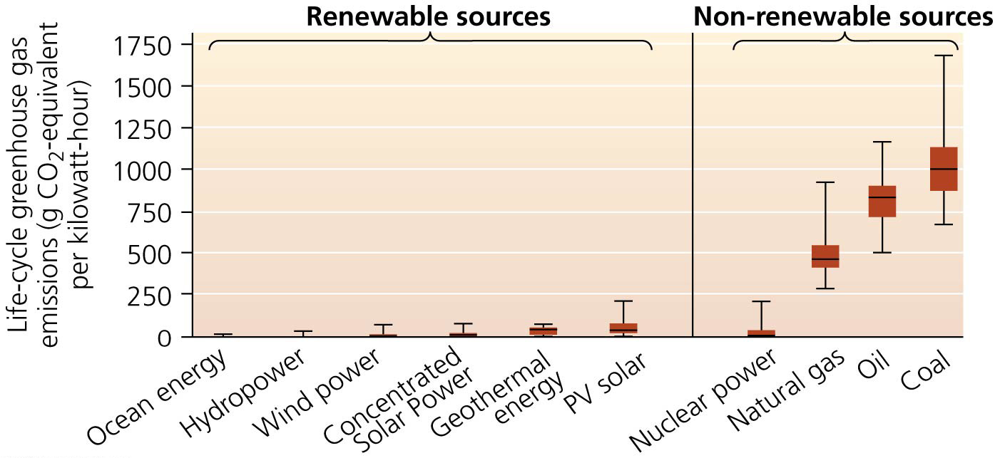 Renewable sources
Non-renewable sources
Life-cycle greenhouse gas
emissions (g CO₂-equivalent
per kilowatt-hour)
1750
1500
1250
1000
750
500
250
0
Ocean energy
Hydropower
Wind power
Concentrated
Solar Power
Geothermal
energy
PV solar
Nuclear power
Natural gas
Oil
Coal